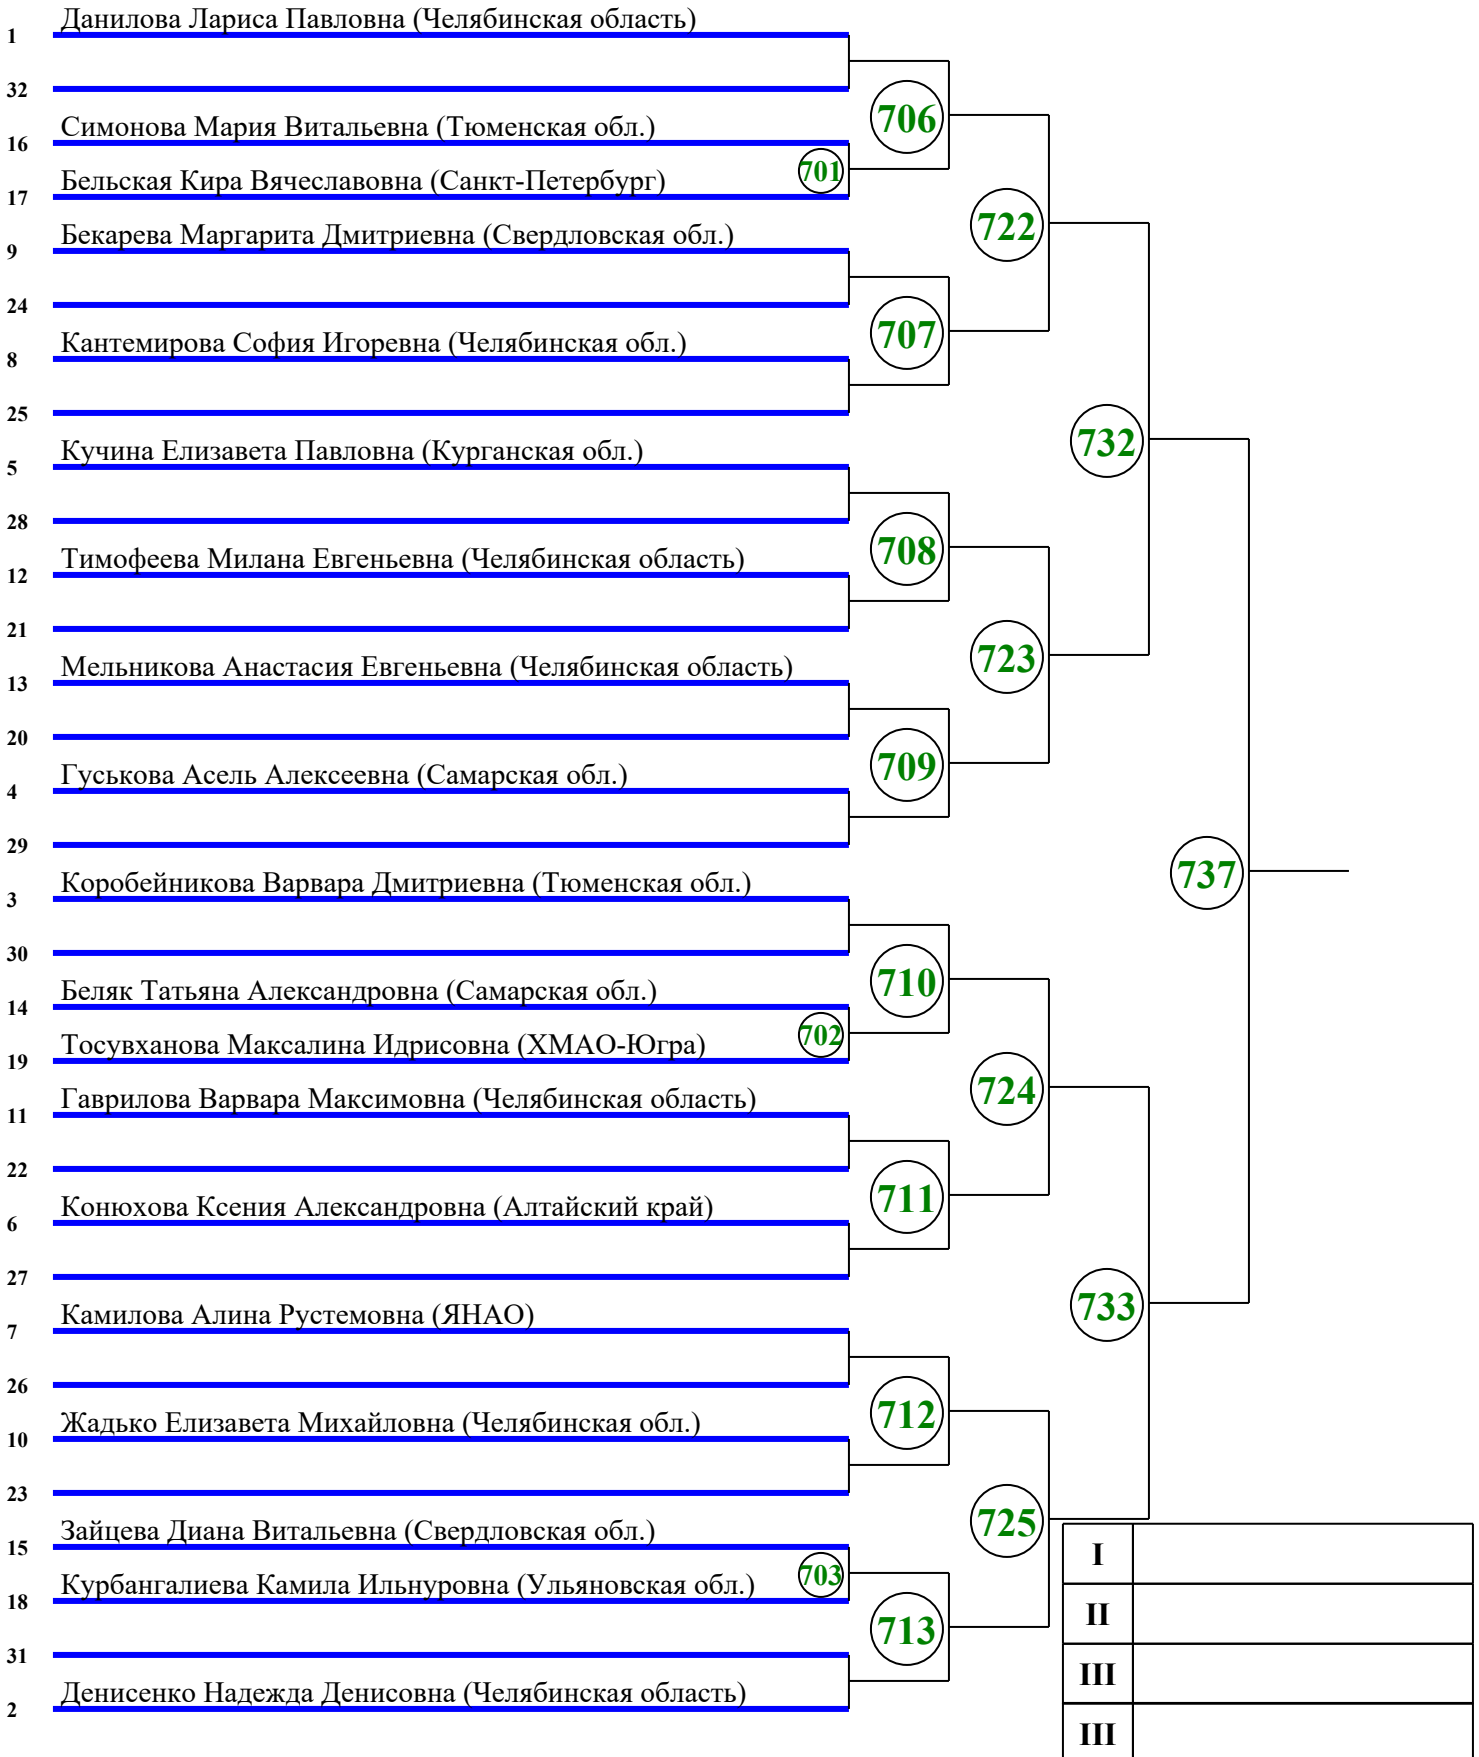 1 Данилова Лариса Павловна (Челябинская область)
32
706
16 Симонова Мария Витальевна (Тюменская обл.)
701
17 Бельская Кира Вячеславовна (Санкт-Петербург)
722
9 Бекарева Маргарита Дмитриевна (Свердловская обл.)
24
707
8 Кантемирова София Игоревна (Челябинская обл.)
25
732
5 Кучина Елизавета Павловна (Курганская обл.)
28
708
12 Тимофеева Милана Евгеньевна (Челябинская область)
21
723
13 Мельникова Анастасия Евгеньевна (Челябинская область)
20
709
4 Гуськова Асель Алексеевна (Самарская обл.)
29
737
3 Коробейникова Варвара Дмитриевна (Тюменская обл.)
30
710
14 Беляк Татьяна Александровна (Самарская обл.)
702
19 Тосувханова Максалина Идрисовна (ХМАО-Югра)
724
11 Гаврилова Варвара Максимовна (Челябинская область)
22
711
6 Конюхова Ксения Александровна (Алтайский край)
27
733
7 Камилова Алина Рустемовна (ЯНАО)
26
712
10 Жадько Елизавета Михайловна (Челябинская обл.)
23
725
15 Зайцева Диана Витальевна (Свердловская обл.)
703
18 Курбангалиева Камила Ильнуровна (Ульяновская обл.)
713
31
2 Денисенко Надежда Денисовна (Челябинская область)
I
II
III
III